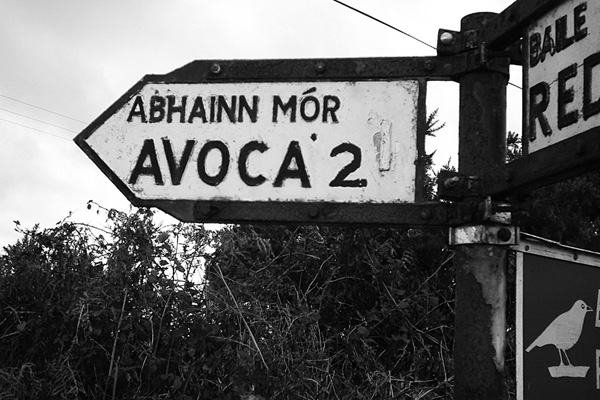 ABHAINN MÓR
AVOCA 2
BAILE
RED